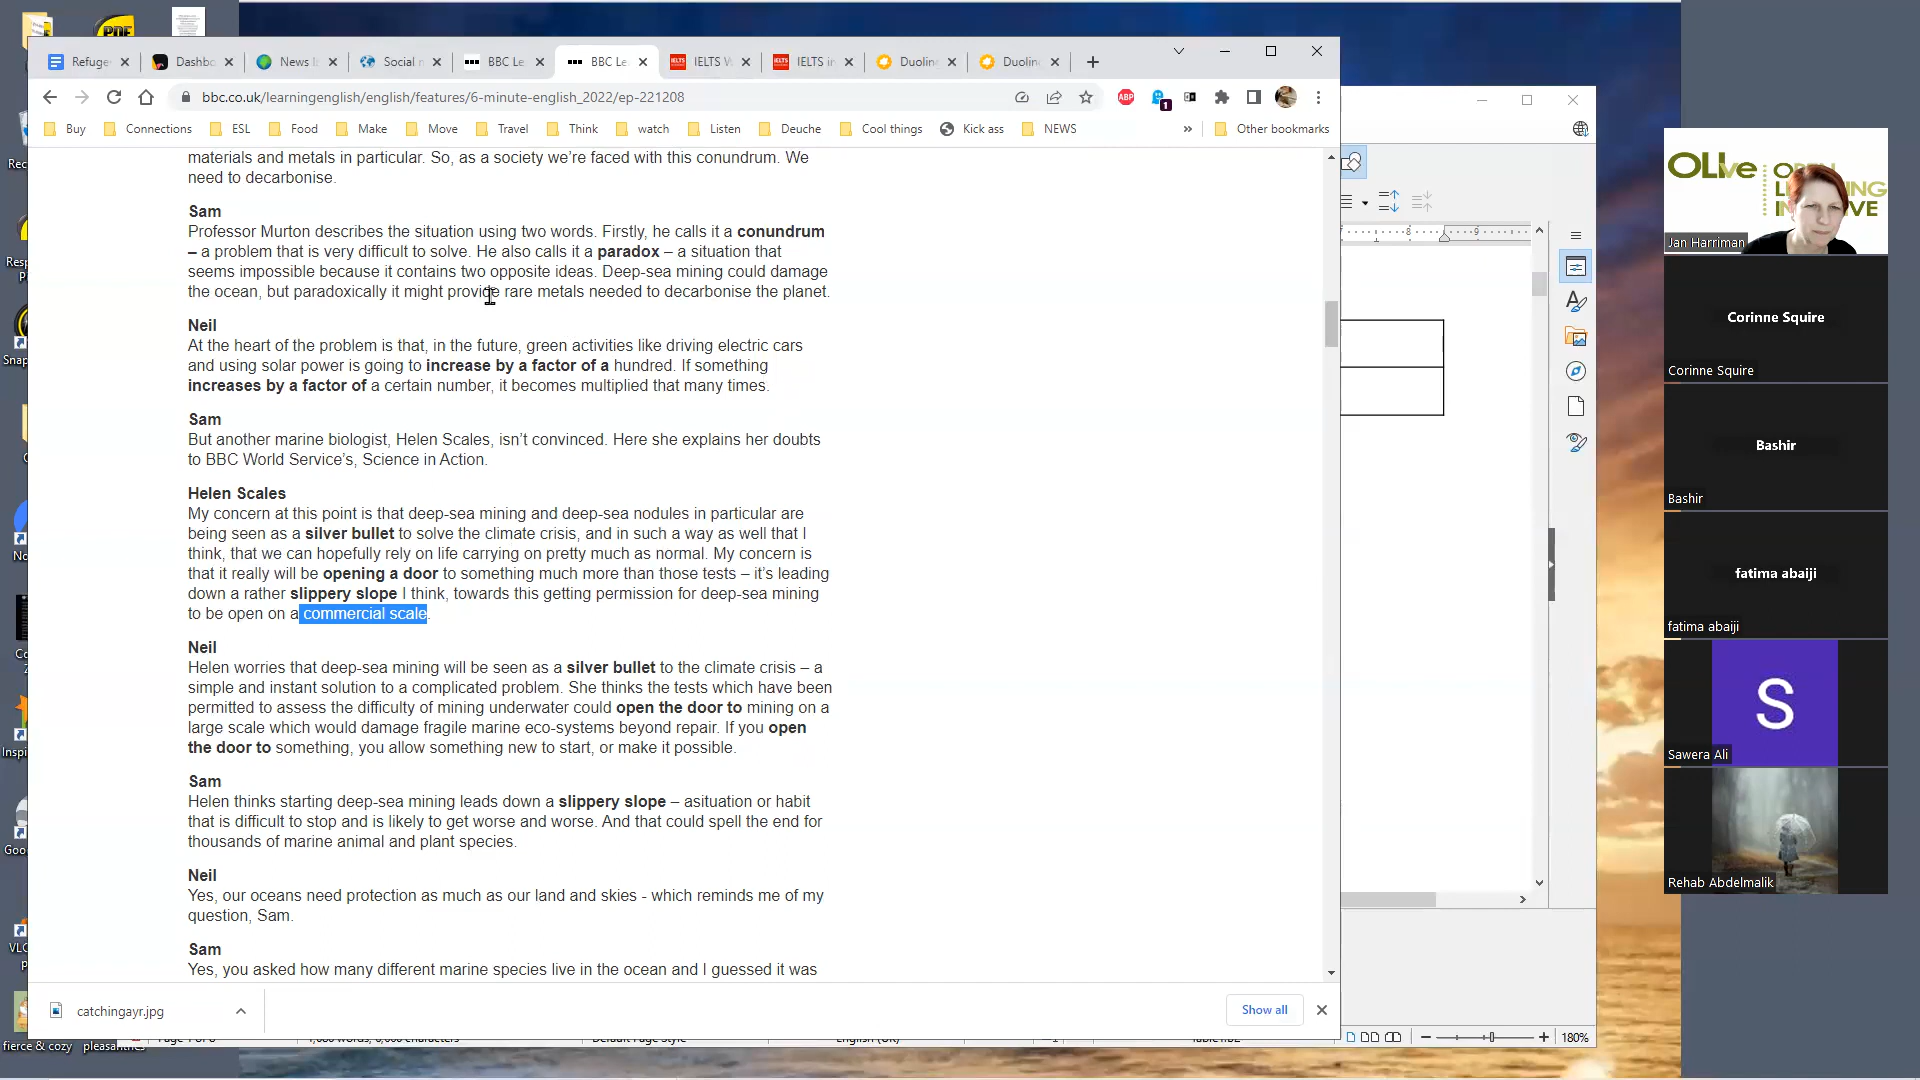 PDF
Refuge
Dashbo
News I
Social n
BBC Le
BBC Le
IELTS V
IELTS in
Duolin
Duolin
bbc.co.uk/learningenglish/english/features/6-minute-english_2022/ep-221208
ABP
1
Buy
Connections
ESL
Food
Make
Move
Travel
Think
watch
Listen
Deuche
Cool things
Kick ass
NEWS
»
Other bookmarks
materials and metals in particular. So, as a society we’re faced with this conundrum. We
need to decarbonise.
Sam
Professor Murton describes the situation using two words. Firstly, he calls it a conundrum
– a problem that is very difficult to solve. He also calls it a paradox – a situation that
seems impossible because it contains two opposite ideas. Deep-sea mining could damage
the ocean, but paradoxically it might provide rare metals needed to decarbonise the planet.
Neil
At the heart of the problem is that, in the future, green activities like driving electric cars
and using solar power is going to increase by a factor of a hundred. If something
increases by a factor of a certain number, it becomes multiplied that many times.
Sam
But another marine biologist, Helen Scales, isn’t convinced. Here she explains her doubts
to BBC World Service’s, Science in Action.
Helen Scales
My concern at this point is that deep-sea mining and deep-sea nodules in particular are
being seen as a silver bullet to solve the climate crisis, and in such a way as well that I
think, that we can hopefully rely on life carrying on pretty much as normal. My concern is
that it really will be opening a door to something much more than those tests – it’s leading
down a rather slippery slope I think, towards this getting permission for deep-sea mining
to be open on a commercial scale.
Neil
Helen worries that deep-sea mining will be seen as a silver bullet to the climate crisis – a
simple and instant solution to a complicated problem. She thinks the tests which have been
permitted to assess the difficulty of mining underwater could open the door to mining on a
large scale which would damage fragile marine eco-systems beyond repair. If you open
the door to something, you allow something new to start, or make it possible.
Sam
Helen thinks starting deep-sea mining leads down a slippery slope – asituation or habit
that is difficult to stop and is likely to get worse and worse. And that could spell the end for
thousands of marine animal and plant species.
Neil
Yes, our oceans need protection as much as our land and skies - which reminds me of my
question, Sam.
Sam
Yes, you asked how many different marine species live in the ocean and I guessed it was
catchingayr.jpg
Show all
fierce & cozy
180%
7
8
9
OLIve
Jan Harriman
Corinne Squire
Corinne Squire
Bashir
Bashir
fatima abaiji
fatima abaiji
S
Sawera Ali
Rehab Abdelmalik